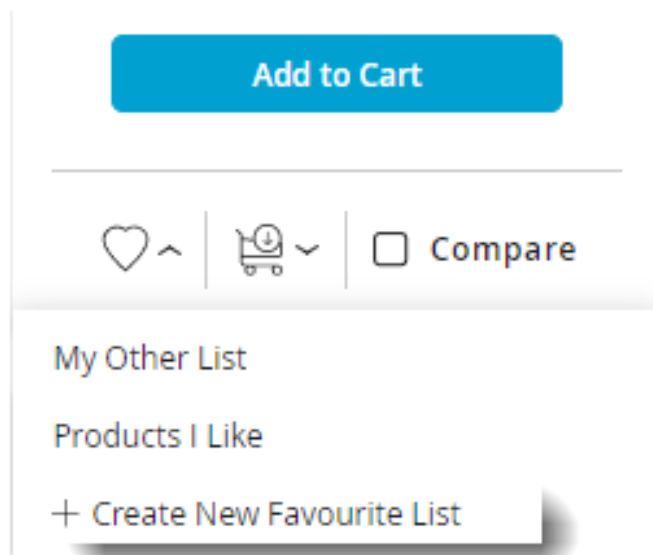 Add to Cart
Compare
My Other List
Products I Like
+ Create New Favourite List